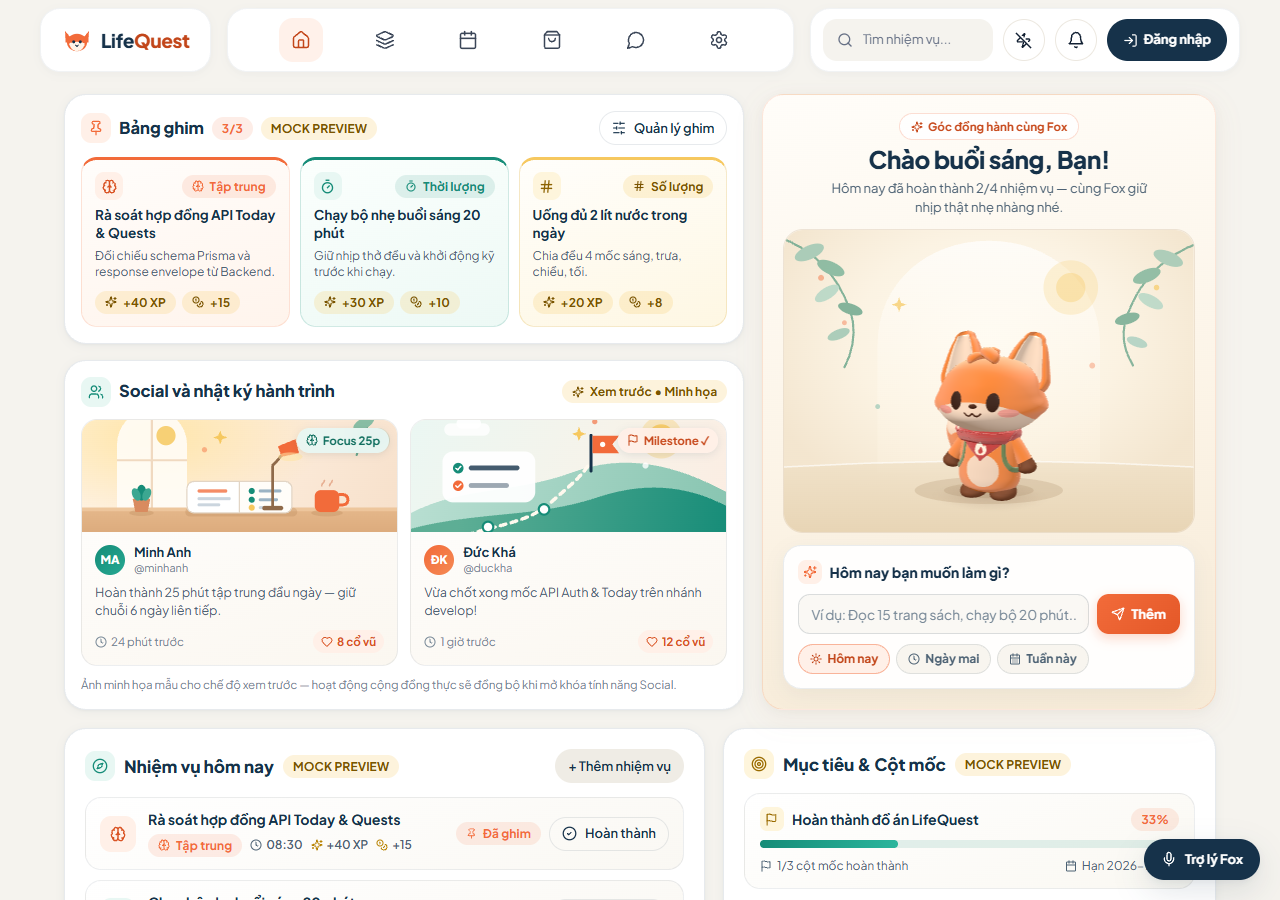 LifeQuest
Tìm nhiệm vụ...
Đăng nhập
Bảng ghim
3/3
MOCK PREVIEW
Quản lý ghim
Tập trung
Rà soát hợp đồng API Today
& Quests
Đối chiếu schema Prisma và
response envelope từ Backend.
+40 XP
+15
Thời lượng
Chạy bộ nhẹ buổi sáng 20
phút
Giữ nhịp thở đều và khởi động kỹ
trước khi chạy.
+30 XP
+10
Số lượng
Uống đủ 2 lít nước trong
ngày
Chia đều 4 mốc sáng, trưa,
chiều, tối.
+20 XP
+8
Góc đồng hành cùng Fox
Chào buổi sáng, Bạn!
Hôm nay đã hoàn thành 2/4 nhiệm vụ — cùng Fox giữ
nhịp thật nhẹ nhàng nhé.
Social và nhật ký hành trình
Xem trước • Minh họa
Focus 25p
MA
Minh Anh
@minhanh
Hoàn thành 25 phút tập trung đầu ngày — giữ
chuỗi 6 ngày liên tiếp.
24 phút trước
8 cổ vũ
Milestone ✓
ĐK
Đức Khá
@duckha
Vừa chốt xong mốc API Auth & Today trên nhánh
develop!
1 giờ trước
12 cổ vũ
Ảnh minh họa mẫu cho chế độ xem trước — hoạt động cộng đồng thực sẽ đồng bộ khi mở khóa tính năng Social.
Hôm nay bạn muốn làm gì?
Ví dụ: Đọc 15 trang sách, chạy bộ 20 phút..
Thêm
Hôm nay
Ngày mai
Tuần này
Nhiệm vụ hôm nay
MOCK PREVIEW
+ Thêm nhiệm vụ
Rà soát hợp đồng API Today & Quests
Tập trung
08:30
+40 XP
+15
Đã ghim
Hoàn thành
Mục tiêu & Cột mốc
MOCK PREVIEW
Hoàn thành đồ án LifeQuest
33%
1/3 cột mốc hoàn thành
Hạn 2026-
Trợ lý Fox